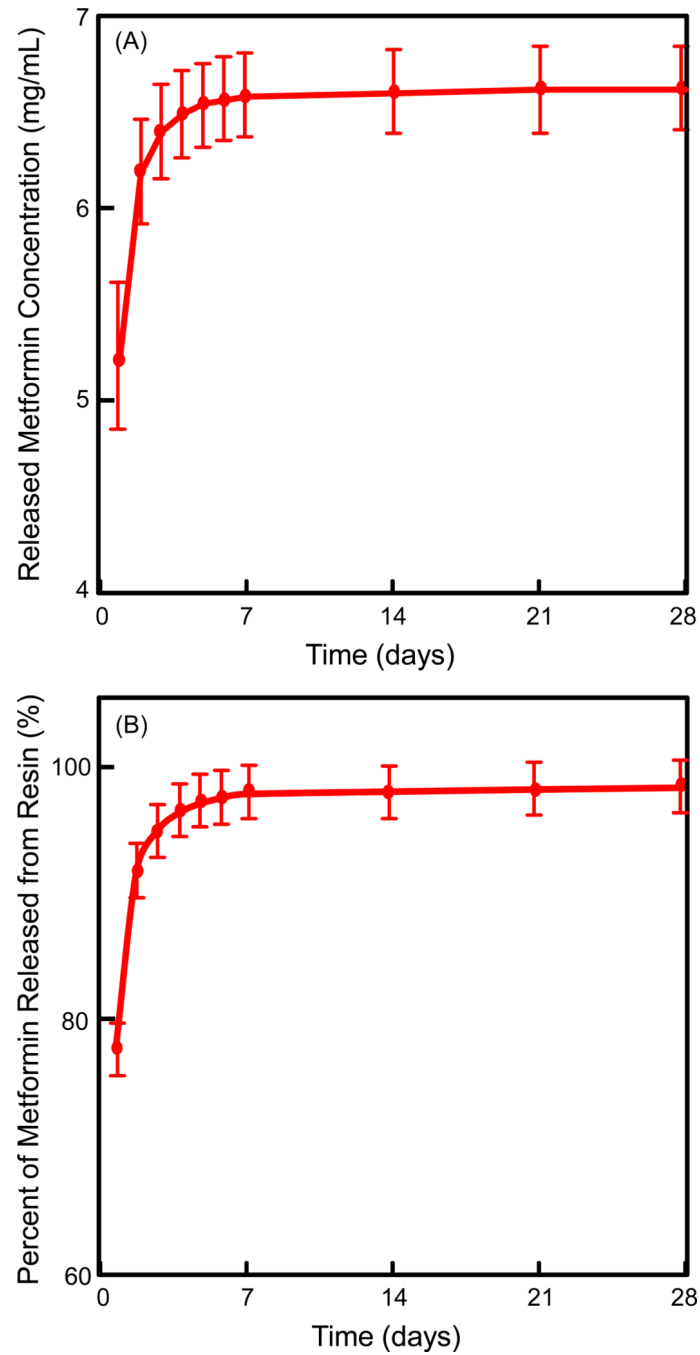 (A)
Released Metformin Concentration (mg/mL)
7
6
5
4
0 7 14 21 28
Time (days)
(B)
Percent of Metformin Released from Resin (%)
100
80
60
0 7 14 21 28
Time (days)